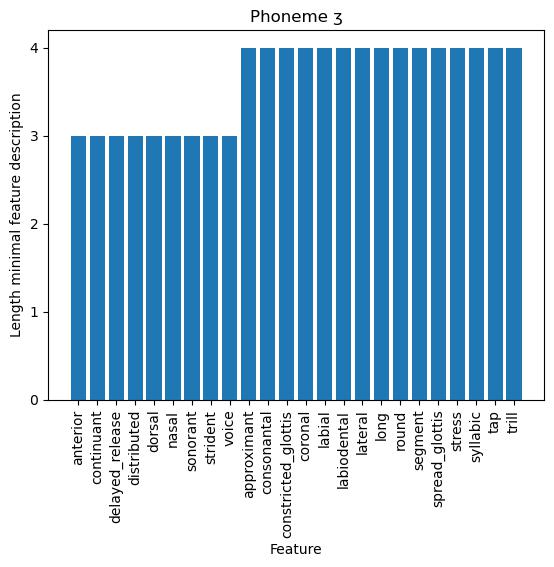 Phoneme ʒ
Length minimal feature description
4
3
2
1
0
anterior
continuant
delayed_release
distributed
dorsal
nasal
sonorant
strident
voice
approximant
consonantal
constricted_glottis
coronal
labial
labiodental
lateral
long
round
segment
spread_glottis
stress
syllabic
tap
trill
Feature